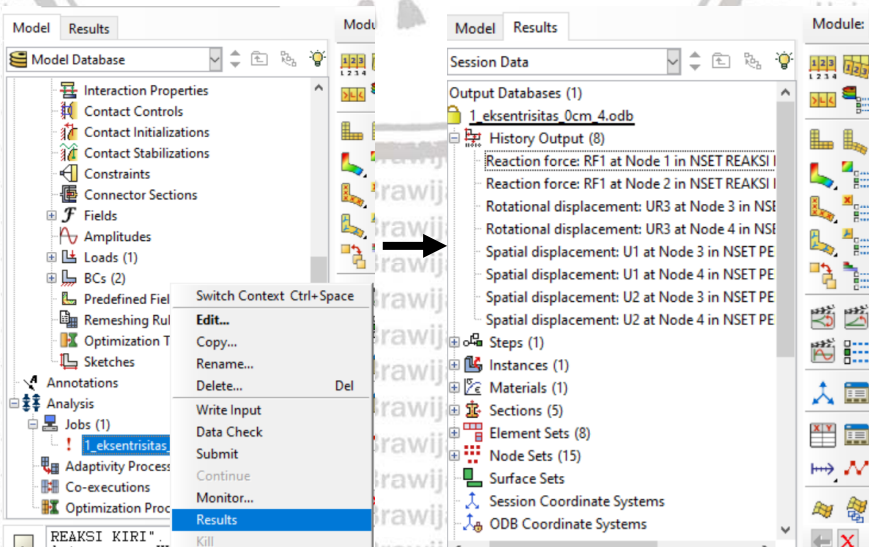 Model Results
Model Database
Interaction Properties
Contact Controls
Contact Initializations
Contact Stabilizations
Constraints
Connector Sections
Fields
Amplitudes
Loads (1)
BCs (2)
Predefined Fiel
Remeshing Rul
Optimization T
Sketches
Annotations
Analysis
Jobs (1)
1_eksentrisitas_
Adaptivity Process
Co-executions
Optimization Proc
REAKSI KIRI".
Switch Context Ctrl+Space
Edit...
Copy...
Rename...
Delete... Del
Write Input
Data Check
Submit
Continue
Monitor...
Results
Kill
Modu
Model Results
Session Data
Output Databases (1)
1_eksentrisitas_0cm_4.odb
History Output (8)
Reaction force: RF1 at Node 1 in NSET REAKSI
Reaction force: RF1 at Node 2 in NSET REAKSI
Rotational displacement: UR3 at Node 3 in NSE
Rotational displacement: UR3 at Node 4 in NSE
Spatial displacement: U1 at Node 3 in NSET PE
Spatial displacement: U1 at Node 4 in NSET PE
Spatial displacement: U2 at Node 3 in NSET PE
Spatial displacement: U2 at Node 4 in NSET PE
Steps (1)
Instances (1)
Materials (1)
Sections (5)
Element Sets (8)
Node Sets (15)
Surface Sets
Session Coordinate Systems
ODB Coordinate Systems
Module: